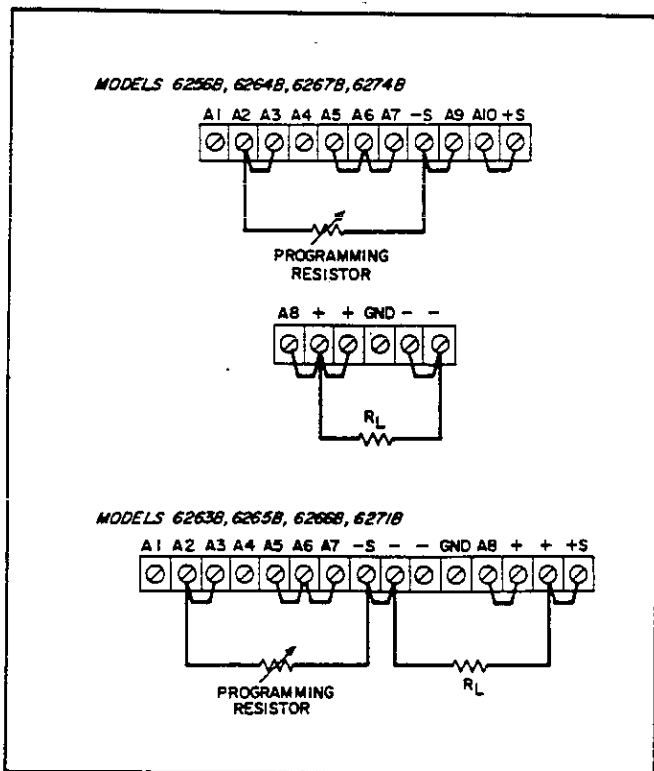 MODELS 6256B, 6264B, 6267B, 6274B
A1 A2 A3 A4 A5 A6 A7 -S A9 A10 +S
PROGRAMMING
RESISTOR
A8 + + GND - -
RL
MODELS 6263B, 6265B, 6266B, 6271B
A1 A2 A3 A4 A5 A6 A7 -S - - GND A8 + + +S
PROGRAMMING
RESISTOR
RL